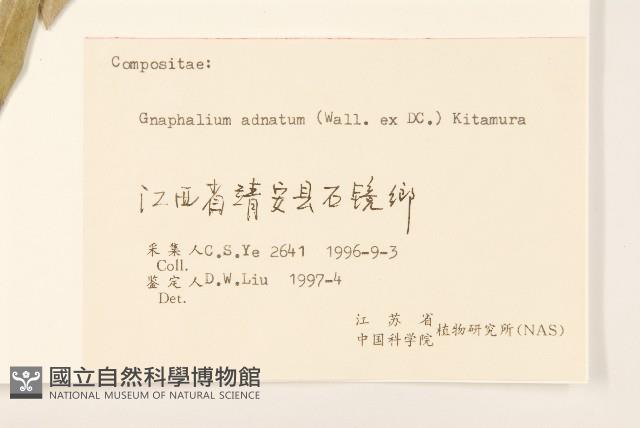 Compositae:
Gnaphalium adnatum (Wall. ex DC.) Kitamura
江西省靖安县石镜鄉
采集人C.S.Ye 2641 1996-9-3
Coll.
鉴定人D.W.Liu 1997-4
Det.
江苏省
中国科学院植物研究所(NAS)
國立自然科學博物館
NATIONAL MUSEUM OF NATURAL SCIENCE